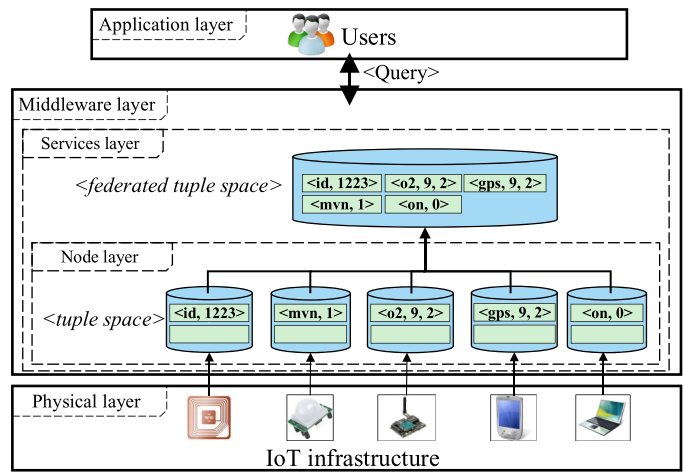 Application layer
Users
<Query>
Middleware layer
Services layer
<federated tuple space>
<id, 1223> <o2, 9, 2> <gps, 9, 2>
<mvn, 1> <on, 0>
Node layer
<tuple space>
<id, 1223> <mvn, 1> <o2, 9, 2> <gps, 9, 2> <on, 0>
Physical layer
IoT infrastructure